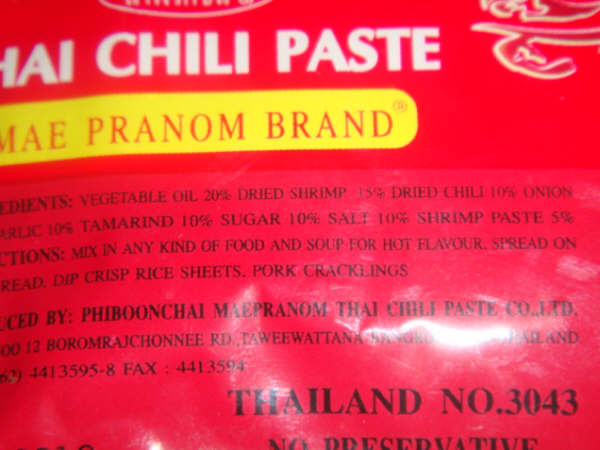 HAI CHILI PASTE
MAE PRANOM BRAND®
EDIENTS: VEGETABLE OIL 20% DRIED SHRIMP 15% DRIED CHILI 10% ONION
ARLIC 10% TAMARIND 10% SUGAR 10% SALT 10% SHRIMP PASTE 5%
CTIONS: MIX IN ANY KIND OF FOOD AND SOUP FOR HOT FLAVOUR. SPREAD ON
READ, DIP CRISP RICE SHEETS, PORK CRACKLINGS
UCED BY: PHIBOONCHAI MAEPRANOM THAI CHILI PASTE CO.,LTD.
12 BOROMRAJCHONNEE RD., TAWEEWATTANA THAILAND
62) 4413595-8 FAX : 4413594
THAILAND NO.3043
NO PRESERVATIVE